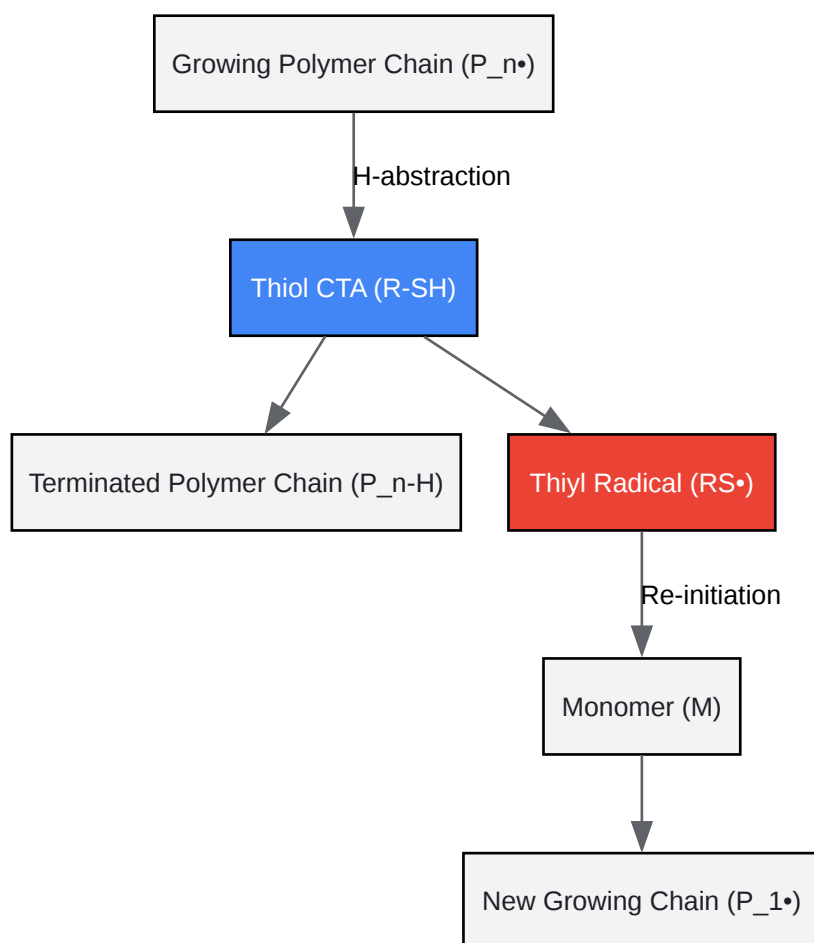 Growing Polymer Chain (P_n•)
H-abstraction
Thiol CTA (R-SH)
Terminated Polymer Chain (P_n-H)
Thiyl Radical (RS•)
Re-initiation
Monomer (M)
New Growing Chain (P_1•)